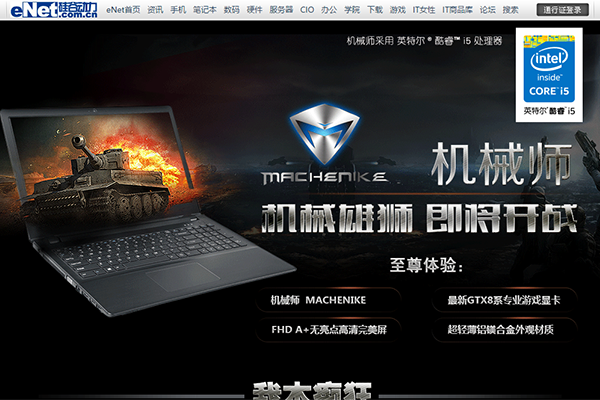 eNet硅谷动力
.com.cn
eNet首页 资讯 手机 笔记本 数码 硬件 服务器 CIO 办公 学院 下载 游戏 IT女性 IT商品库 论坛 搜索 通行证登录
机械师采用 英特尔® 酷睿™ i5 处理器
intel
inside™
CORE™ i5
英特尔® 酷睿™ i5
MACHENIKE
机械师
机械雄狮 即将开战
至尊体验：
机械师 MACHENIKE
最新GTX8系专业游戏显卡
FHD A+无亮点高清完美屏
超轻薄铝镁合金外观材质
我本疯狂